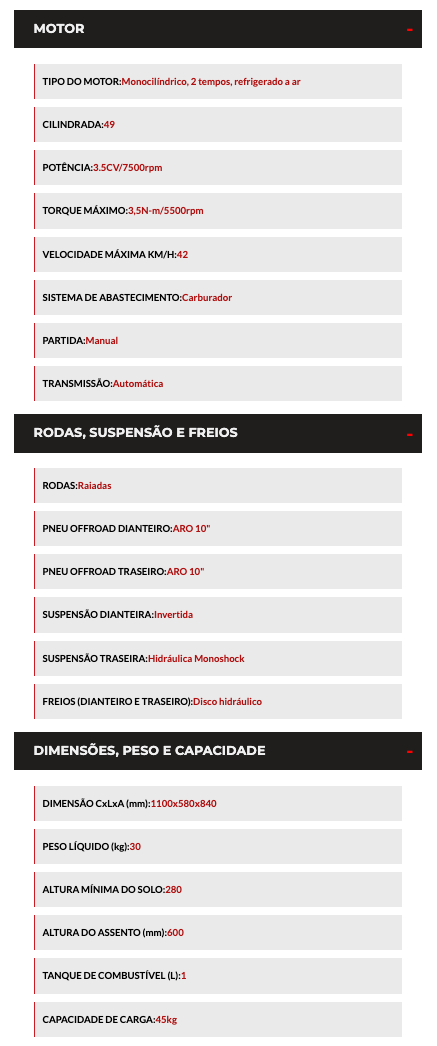 MOTOR -
TIPO DO MOTOR:Monocilíndrico, 2 tempos, refrigerado a ar
CILINDRADA:49
POTÊNCIA:3.5CV/7500rpm
TORQUE MÁXIMO:3,5N-m/5500rpm
VELOCIDADE MÁXIMA KM/H:42
SISTEMA DE ABASTECIMENTO:Carburador
PARTIDA:Manual
TRANSMISSÃO:Automática
RODAS, SUSPENSÃO E FREIOS -
RODAS:Raiadas
PNEU OFFROAD DIANTEIRO:ARO 10"
PNEU OFFROAD TRASEIRO:ARO 10"
SUSPENSÃO DIANTEIRA:Invertida
SUSPENSÃO TRASEIRA:Hidráulica Monoshock
FREIOS (DIANTEIRO E TRASEIRO):Disco hidráulico
DIMENSÕES, PESO E CAPACIDADE -
DIMENSÃO CxLxA (mm):1100x580x840
PESO LÍQUIDO (kg):30
ALTURA MÍNIMA DO SOLO:280
ALTURA DO ASSENTO (mm):600
TANQUE DE COMBUSTÍVEL (L):1
CAPACIDADE DE CARGA:45kg